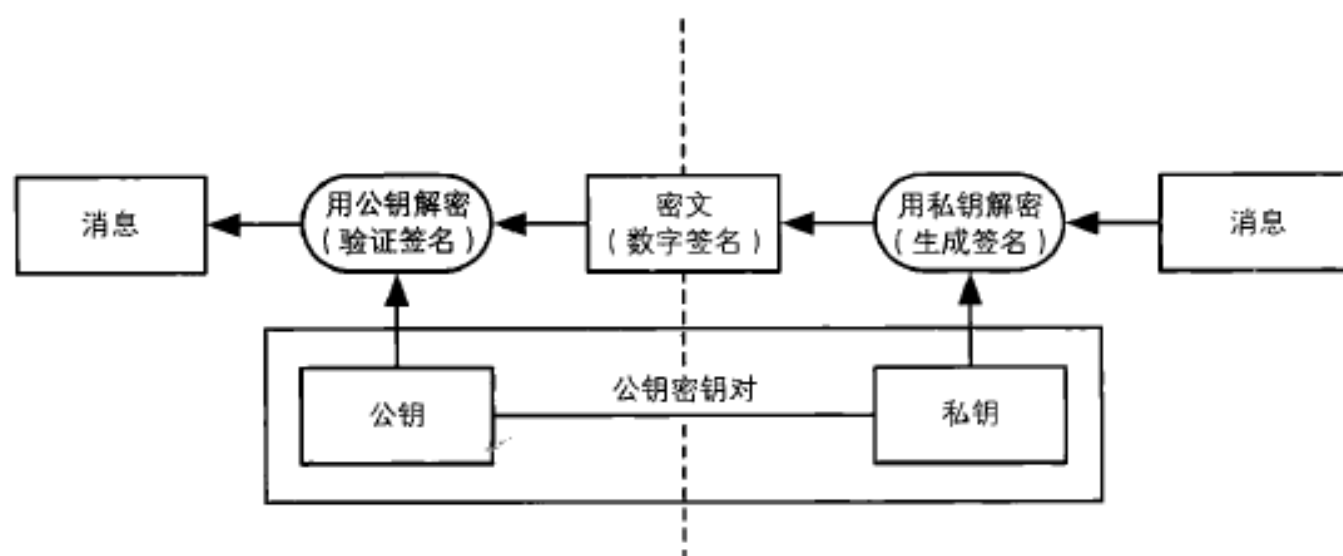 消息
用公钥解密
(验证签名)
密文
(数字签名)
用私钥解密
(生成签名)
消息
公钥
公钥密钥对
私钥